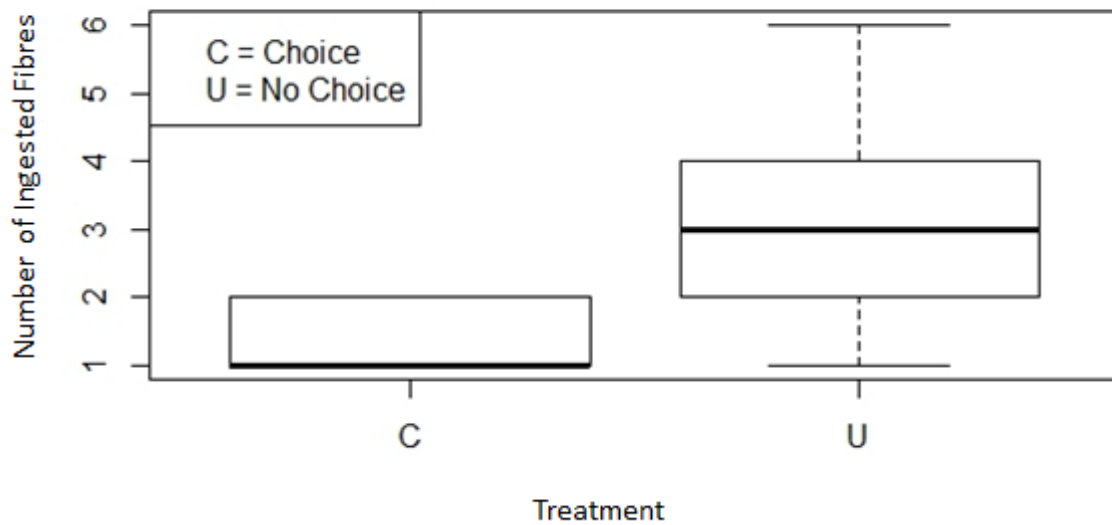 Number of Ingested Fibres
6
5
4
3
2
1
C = Choice
U = No Choice
C
U
Treatment